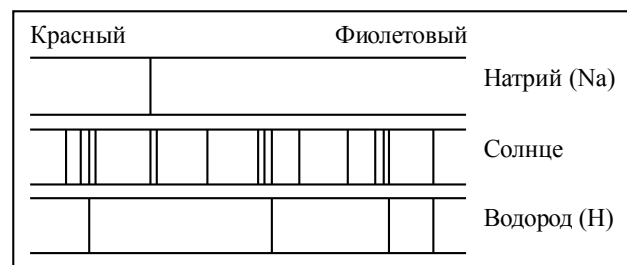 Красный Фиолетовый
Натрий (Na)
Солнце
Водород (H)